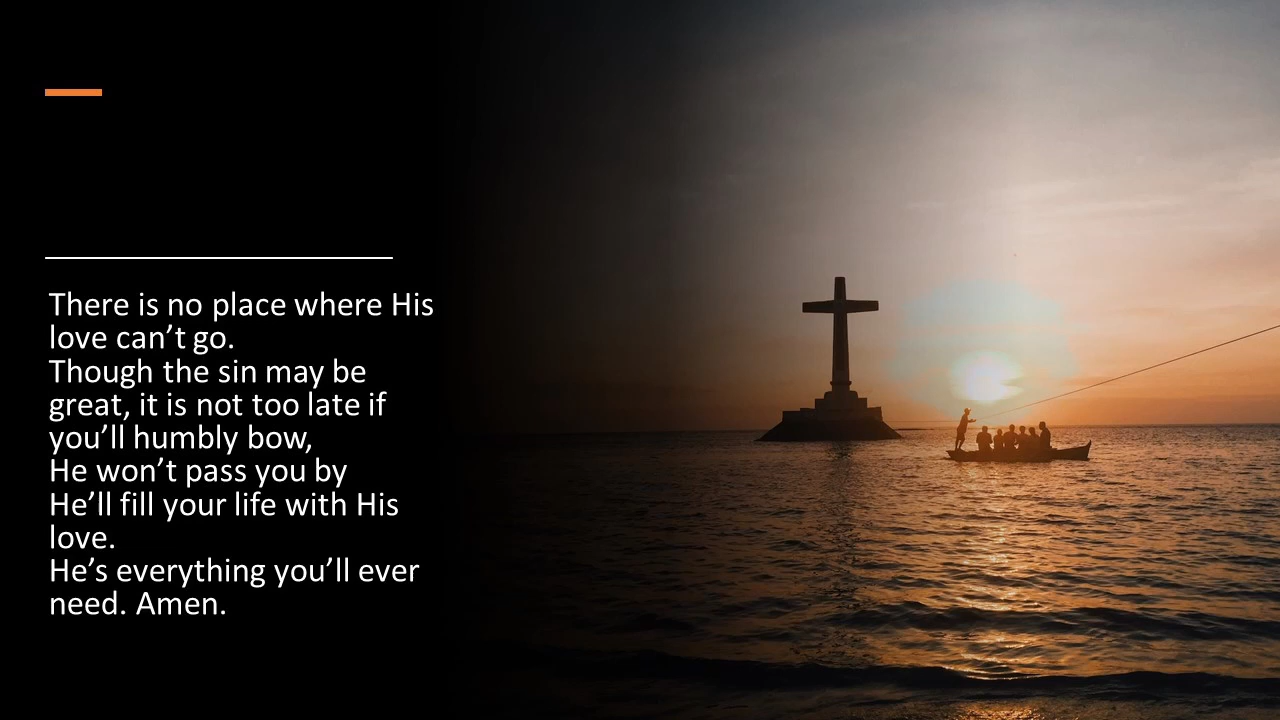 There is no place where His
love can’t go.
Though the sin may be
great, it is not too late if
you’ll humbly bow,
He won’t pass you by
He’ll fill your life with His
love.
He’s everything you’ll ever
need. Amen.